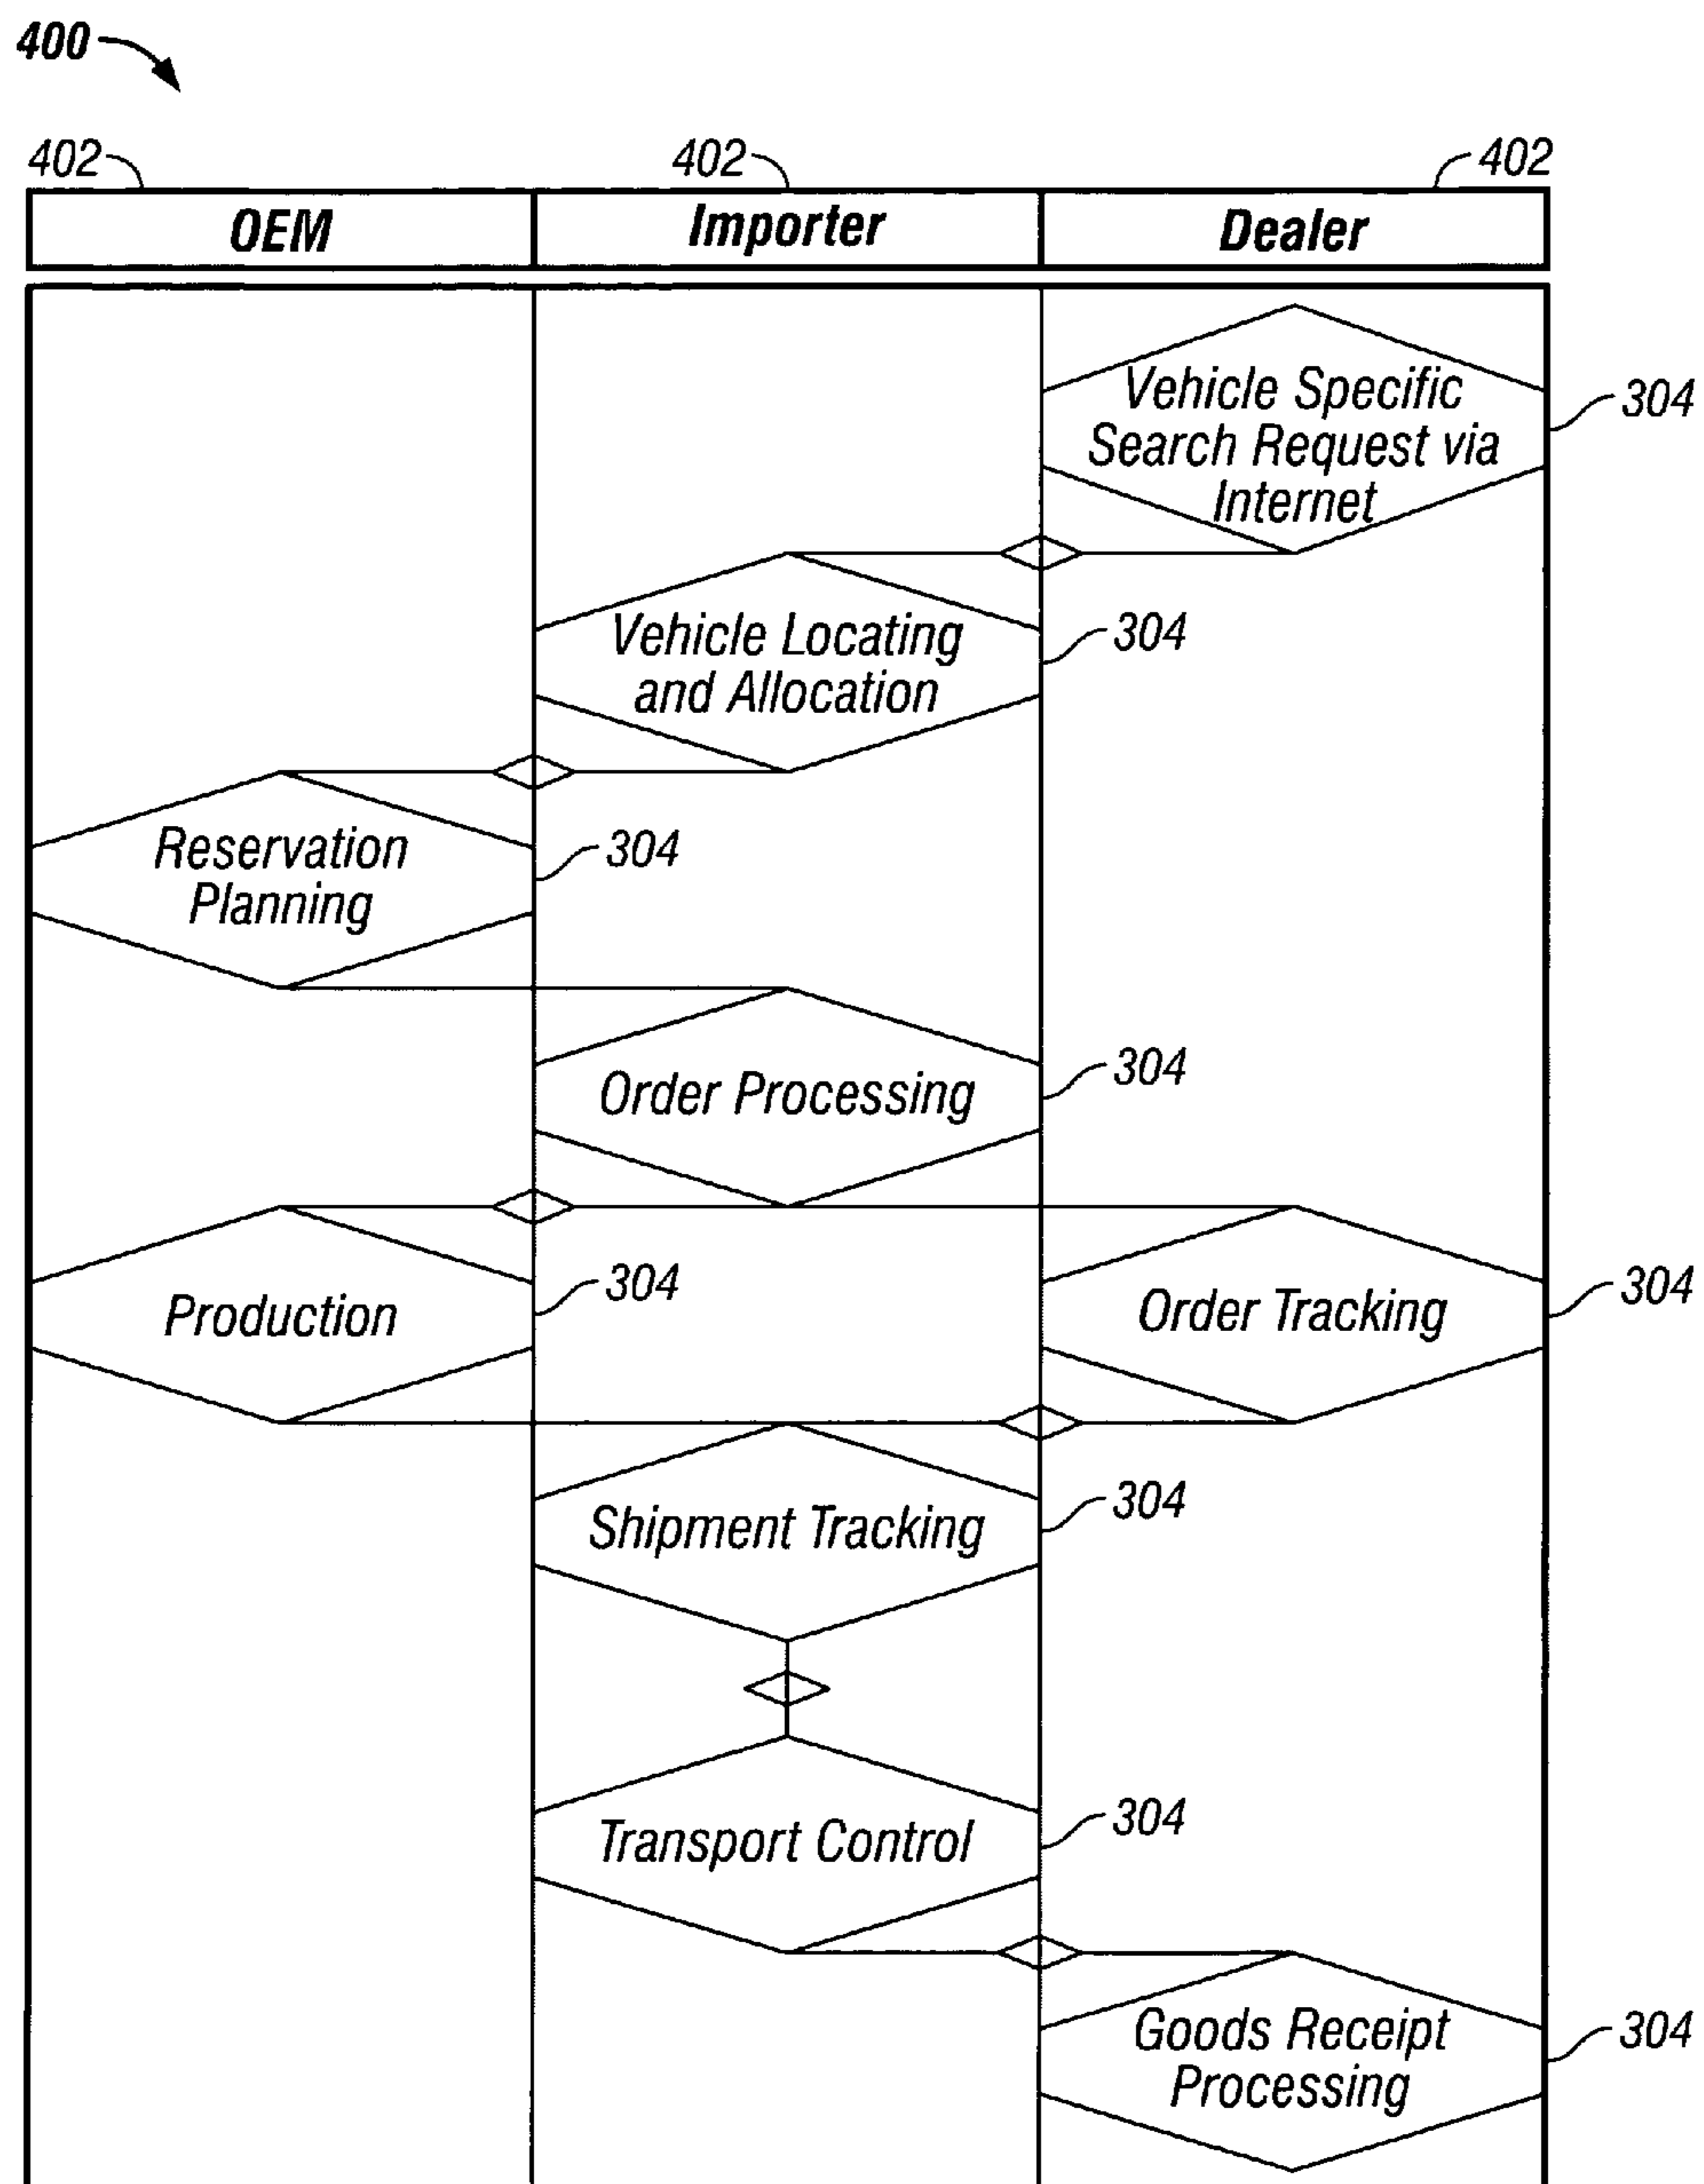 400
402
402
402
OEM
Importer
Dealer
Vehicle Specific
Search Request via
Internet
304
Vehicle Locating
and Allocation
304
Reservation
Planning
304
Order Processing
304
Production
304
Order Tracking
304
Shipment Tracking
304
Transport Control
304
Goods Receipt
Processing
304